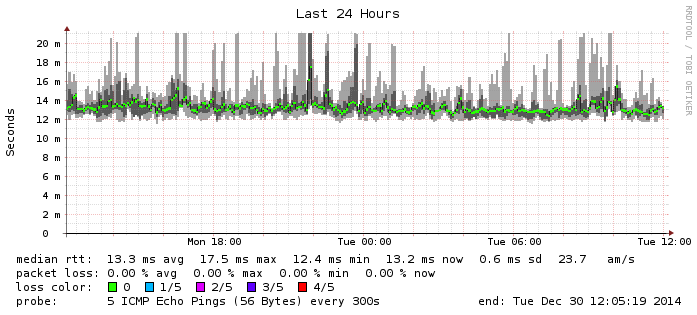 Last 24 Hours
RRDTOOL / TOBI OETIKER
Seconds
20 m
18 m
16 m
14 m
12 m
10 m
8 m
6 m
4 m
2 m
0
Mon 18:00 Tue 00:00 Tue 06:00 Tue 12:00
median rtt: 13.3 ms avg 17.5 ms max 12.4 ms min 13.2 ms now 0.6 ms sd 23.7 am/s
packet loss: 0.00 % avg 0.00 % max 0.00 % min 0.00 % now
loss color: 0 1/5 2/5 3/5 4/5
probe: 5 ICMP Echo Pings (56 Bytes) every 300s end: Tue Dec 30 12:05:19 2014